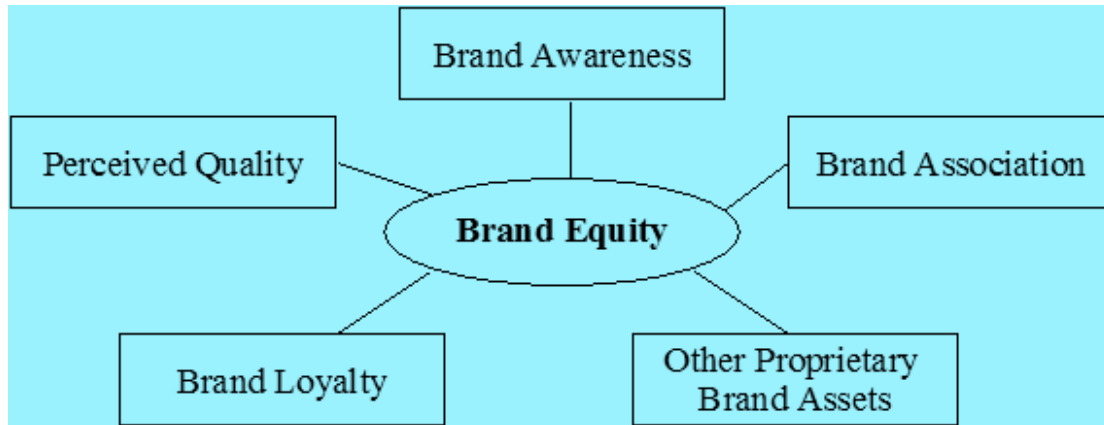 Brand Awareness
Perceived Quality
Brand Association
Brand Equity
Brand Loyalty
Other Proprietary
Brand Assets